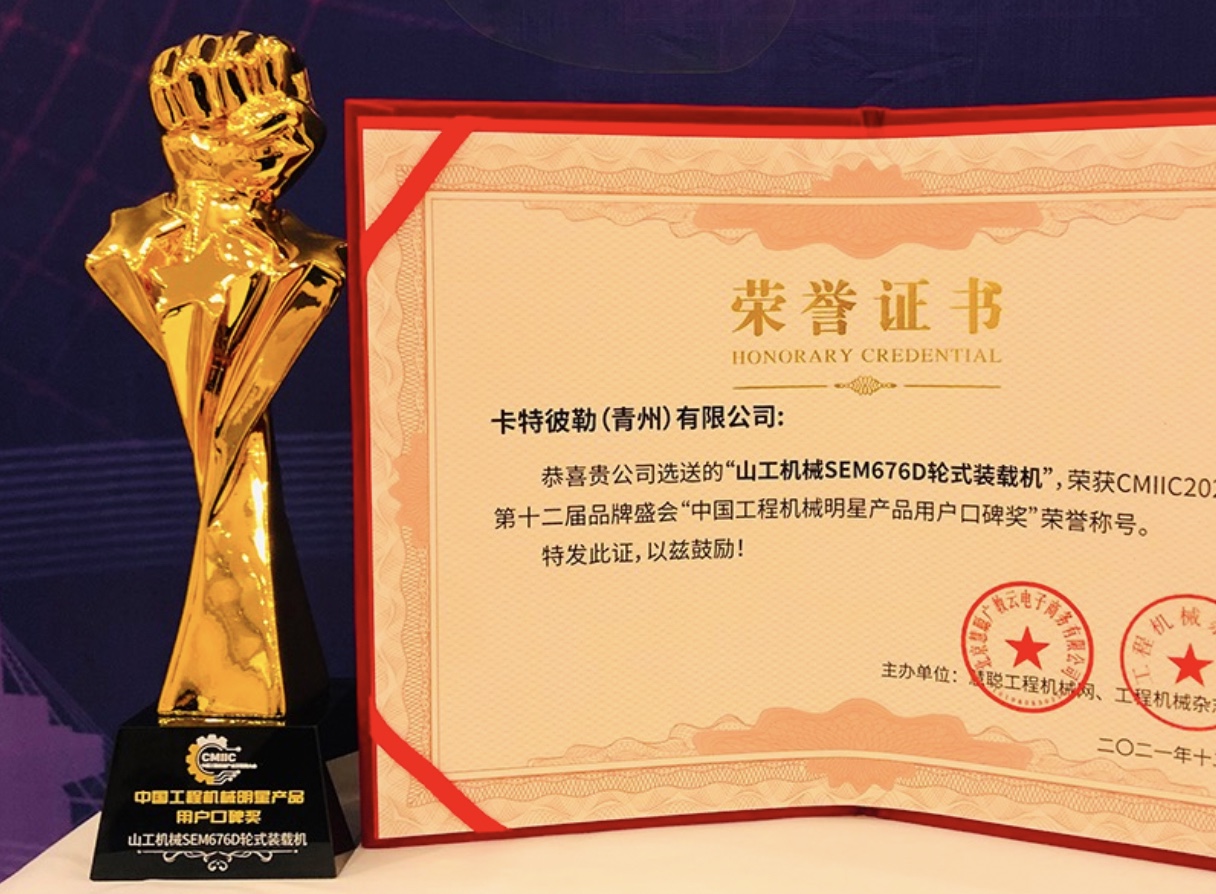 荣誉证书
HONORARY CREDENTIAL
卡特彼勒(青州)有限公司:
恭喜贵公司选送的“山工机械SEM676D轮式装载机”,荣获CMIIC202
第十二届品牌盛会“中国工程机械明星产品用户口碑奖”荣誉称号。
特发此证,以兹鼓励!
北京慧聪广数云电子商务有限公司
工程机械杂
主办单位:慧聪工程机械网、工程机械杂志
二〇二一年十二
CMIIC
中国工程机械明星产品
用户口碑奖
山工机械SEM676D轮式装载机